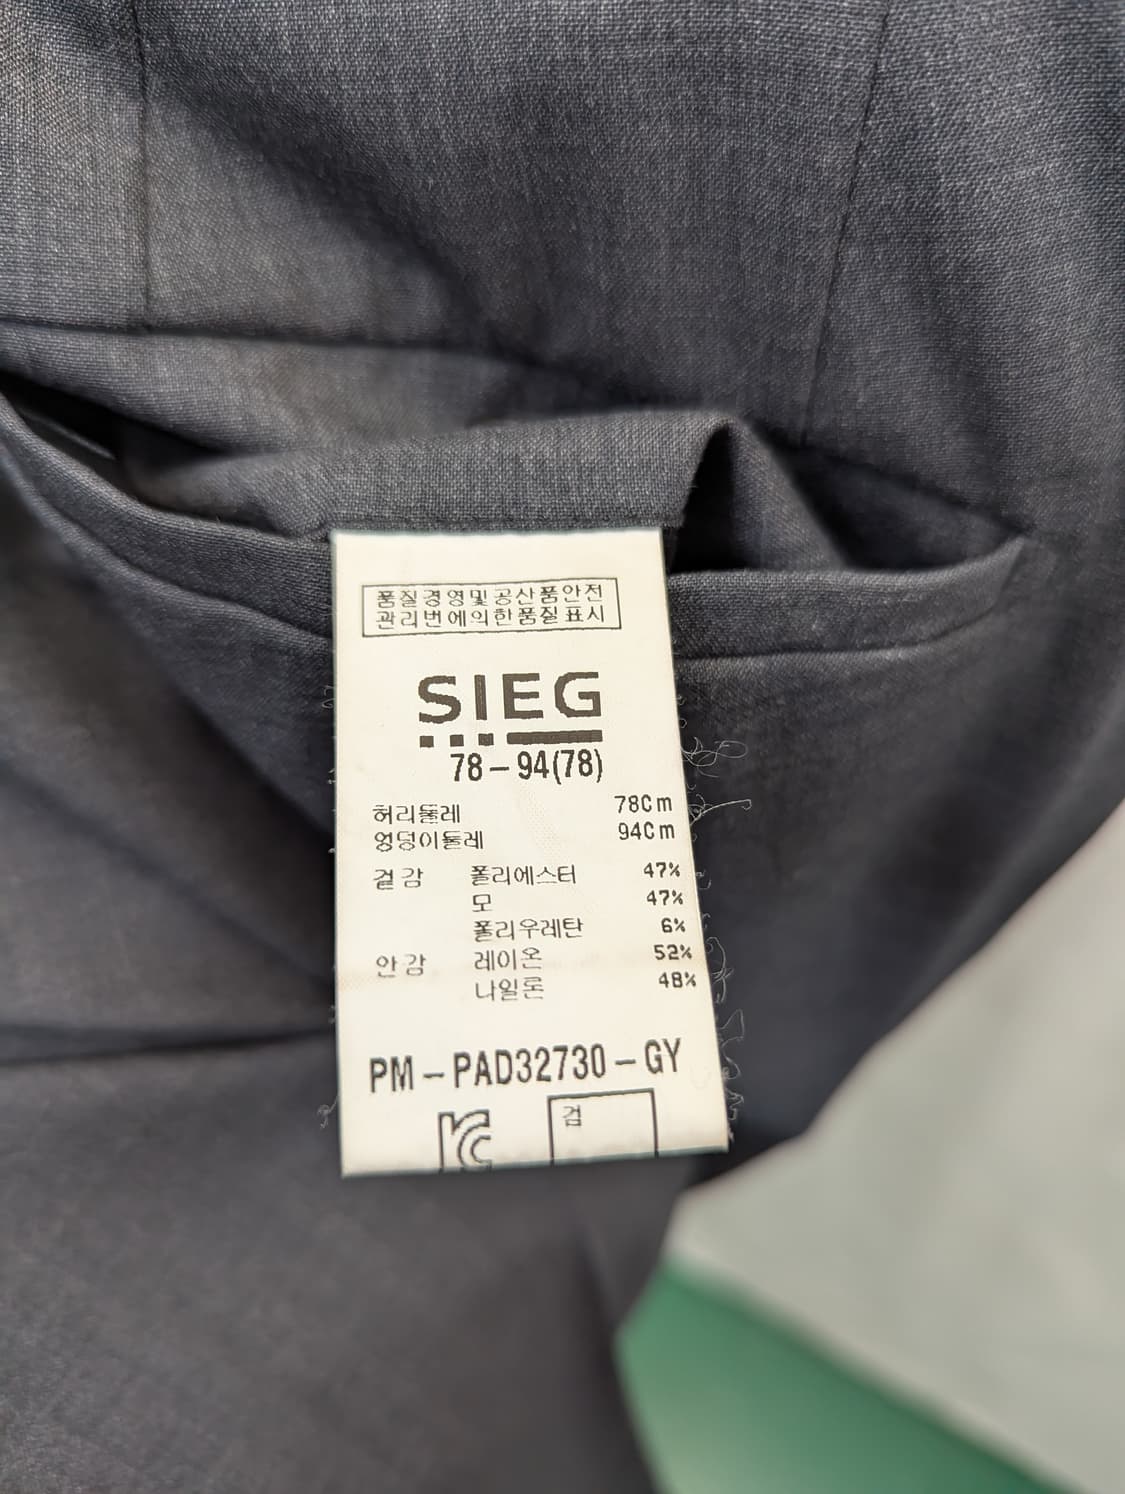 품질경영및공산품안전
관리번에의한품질표시
SIEG
78-94(78)
허리둘레 78Cm
엉덩이둘레 94Cm
겉감 폴리에스터 47%
모 47%
폴리우레탄 6%
안감 레이온 52%
나일론 48%
PM-PAD32730-GY
검